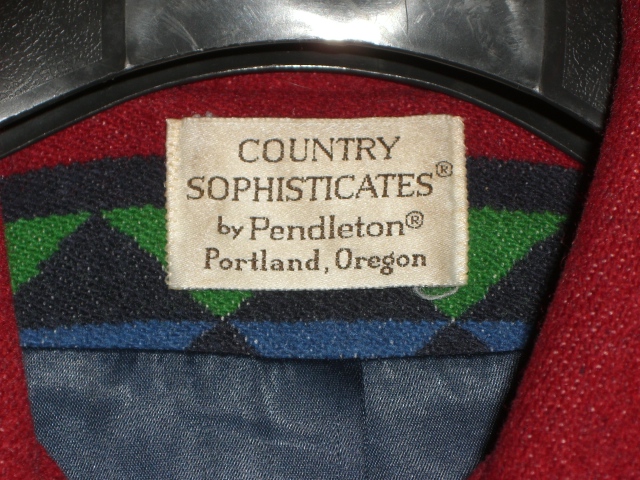 COUNTRY
SOPHISTICATES®
by Pendleton®
Portland, Oregon